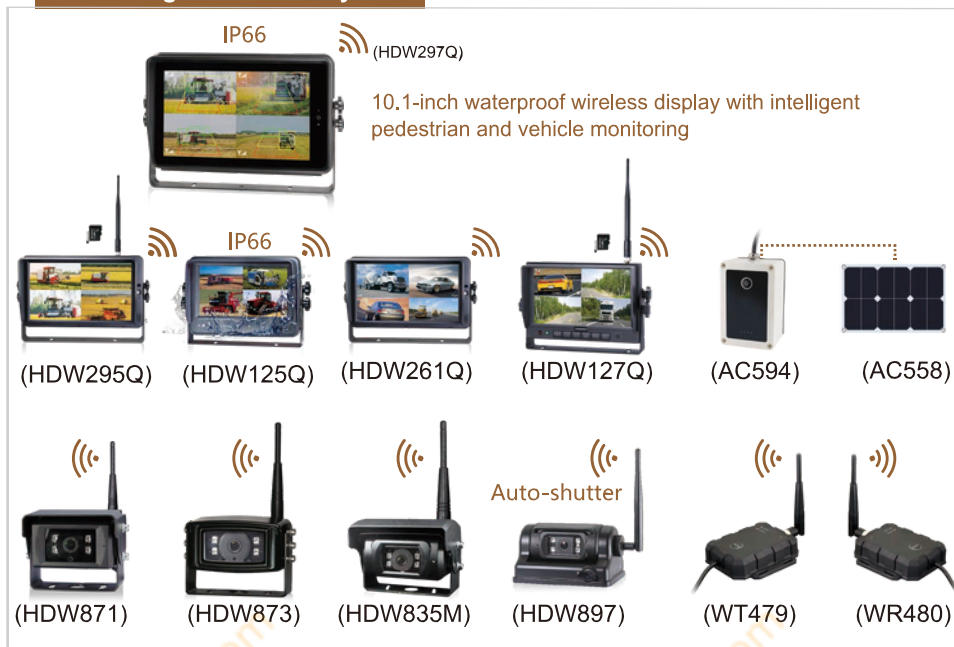 IP66
(HDW297Q)
10.1-inch waterproof wireless display with intelligent
pedestrian and vehicle monitoring
IP66
(HDW295Q) (HDW125Q) (HDW261Q) (HDW127Q) (AC594) (AC558)
Auto-shutter
(HDW871) (HDW873) (HDW835M) (HDW897) (WT479) (WR480)